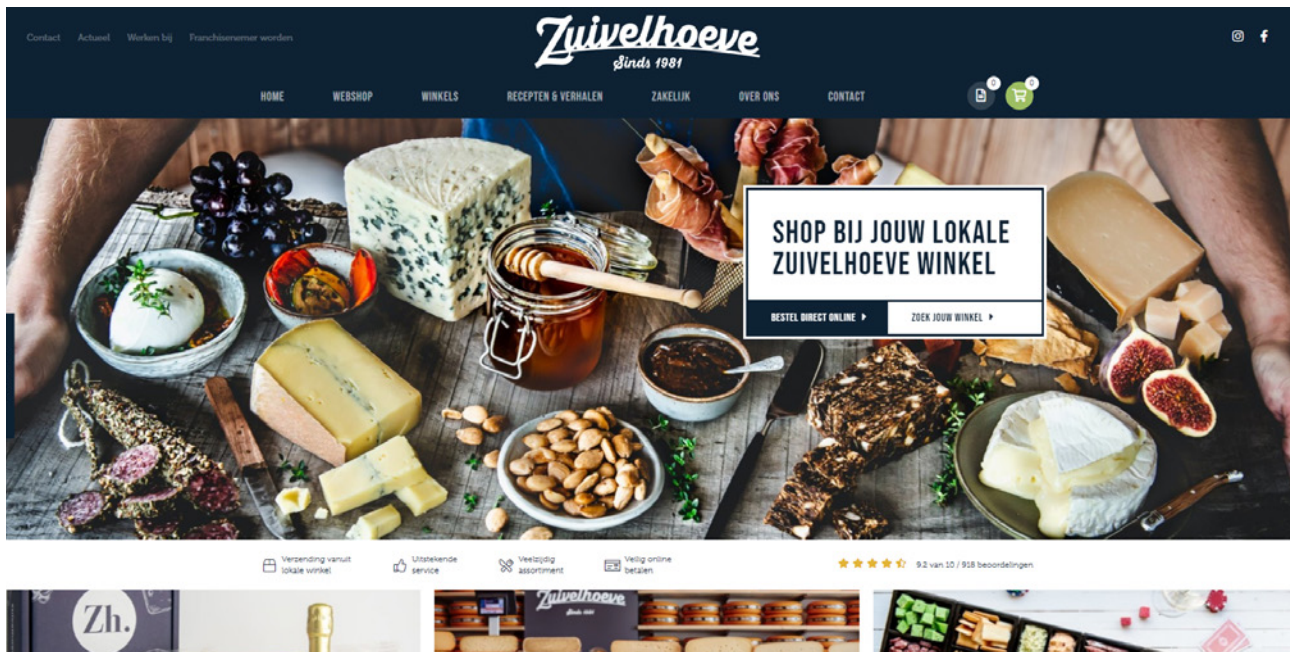 Contact Actueel Werken bij Franchisenemer worden
Zuivelhoeve
Sinds 1981
HOME WEBSHOP WINKELS RECEPTEN & VERHALEN ZAKELIJK OVER ONS CONTACT
0 0
SHOP BIJ JOUW LOKALE
ZUIVELHOEVE WINKEL
BESTEL DIRECT ONLINE ZOEK JOUW WINKEL
Verzending vanuit
lokale winkel
Uitstekende
service
Veelzijdig
assortiment
Veilig online
betalen
9.2 van 10 / 918 beoordelingen
Zh.
Zuivelhoeve
Sinds 1981